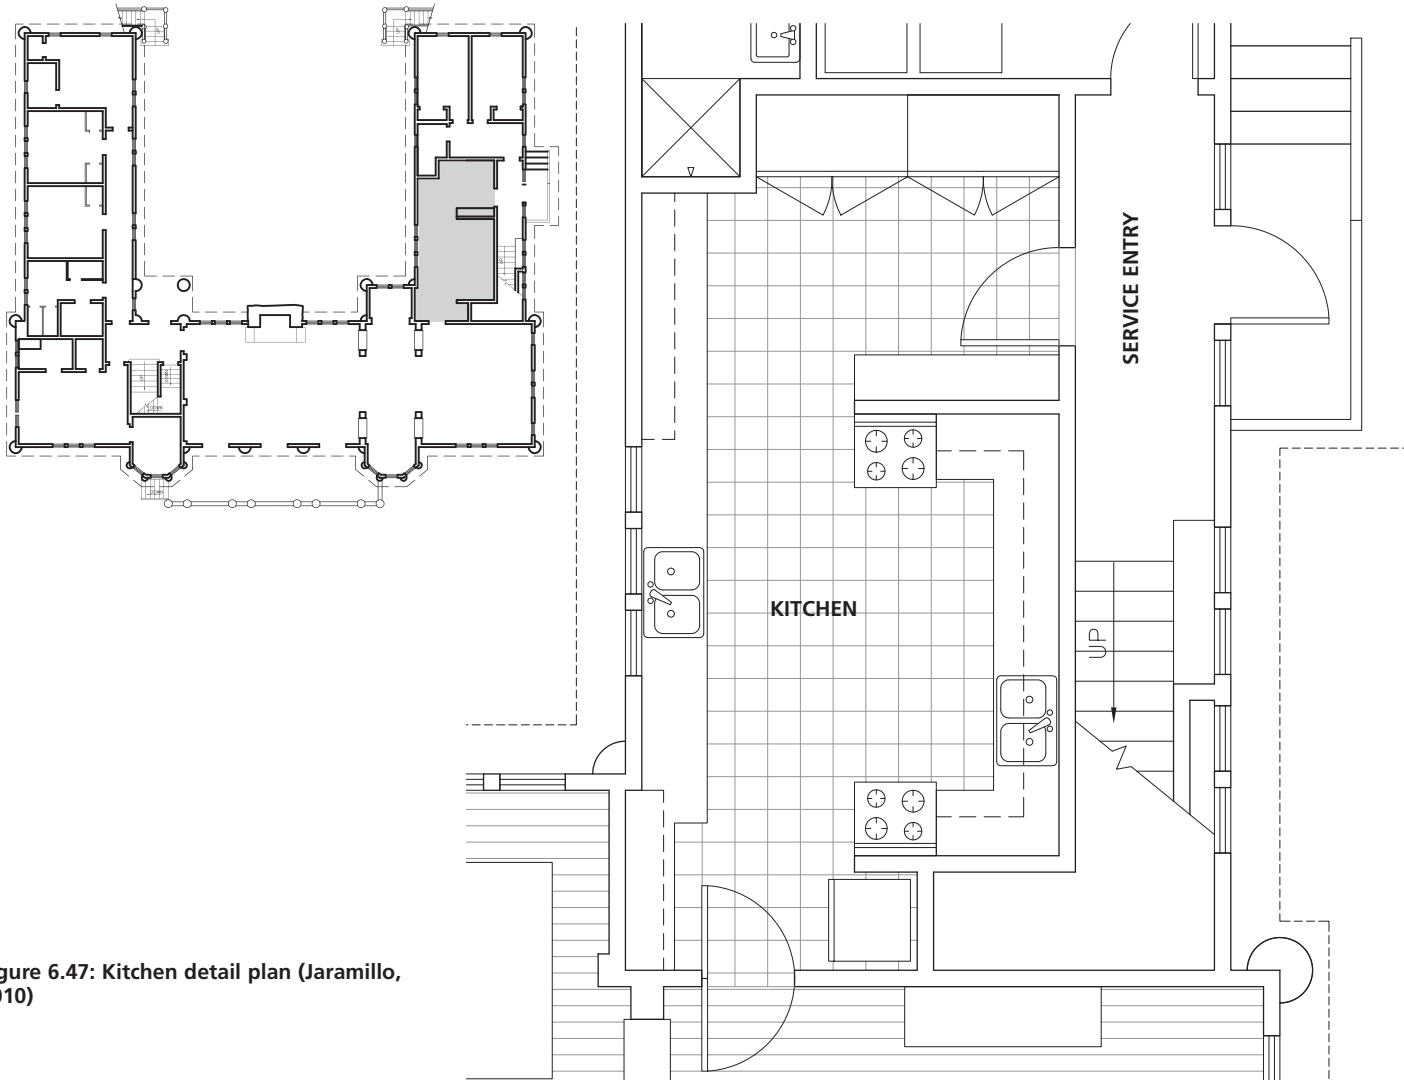 SERVICE ENTRY
KITCHEN
UP
gure 6.47: Kitchen detail plan (Jaramillo,
010)